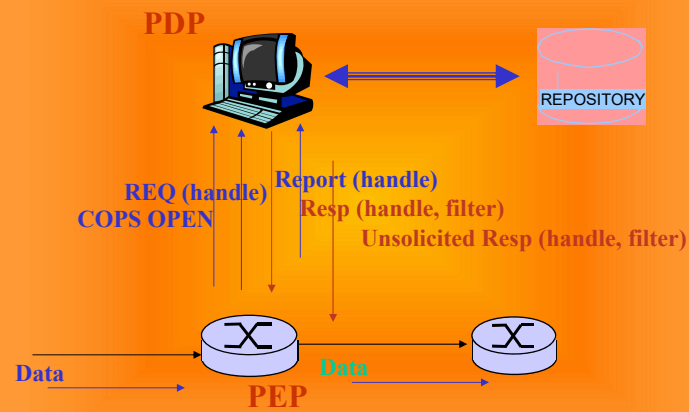 PDP
REPOSITORY
REQ (handle)
Report (handle)
COPS OPEN
Resp (handle, filter)
Unsolicited Resp (handle, filter)
Data
Data
PEP